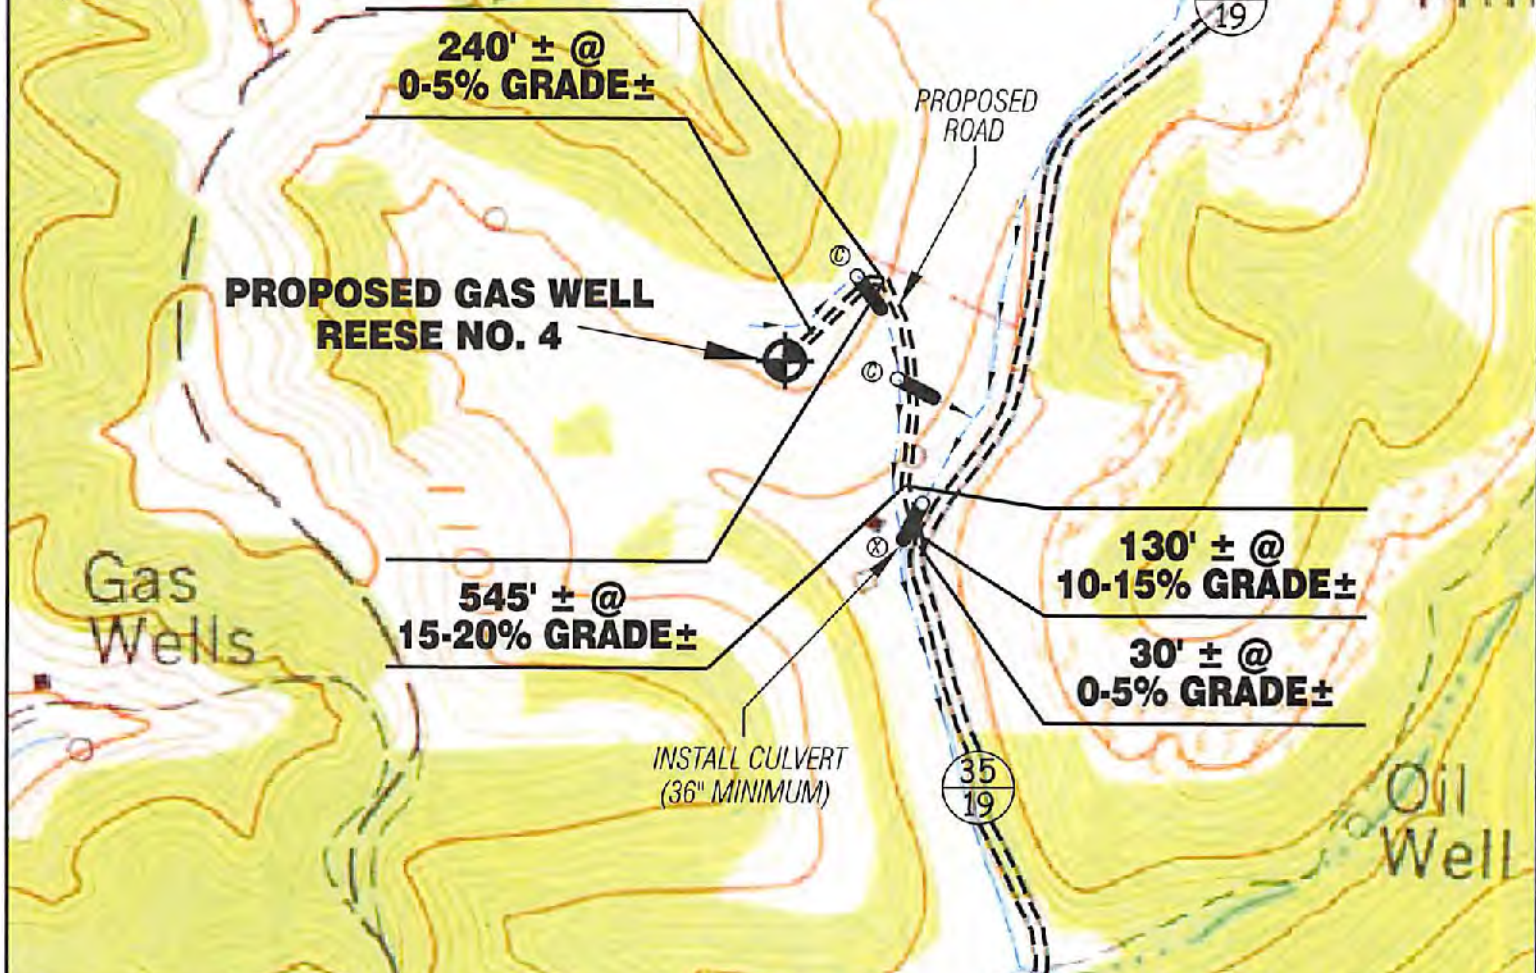 19
240' ± @
0-5% GRADE±
PROPOSED
ROAD
C
PROPOSED GAS WELL
REESE NO. 4
C
130' ± @
10-15% GRADE±
X
Gas
Wells
545' ± @
15-20% GRADE±
30' ± @
0-5% GRADE±
INSTALL CULVERT
(36" MINIMUM)
35
19
Oil
Well